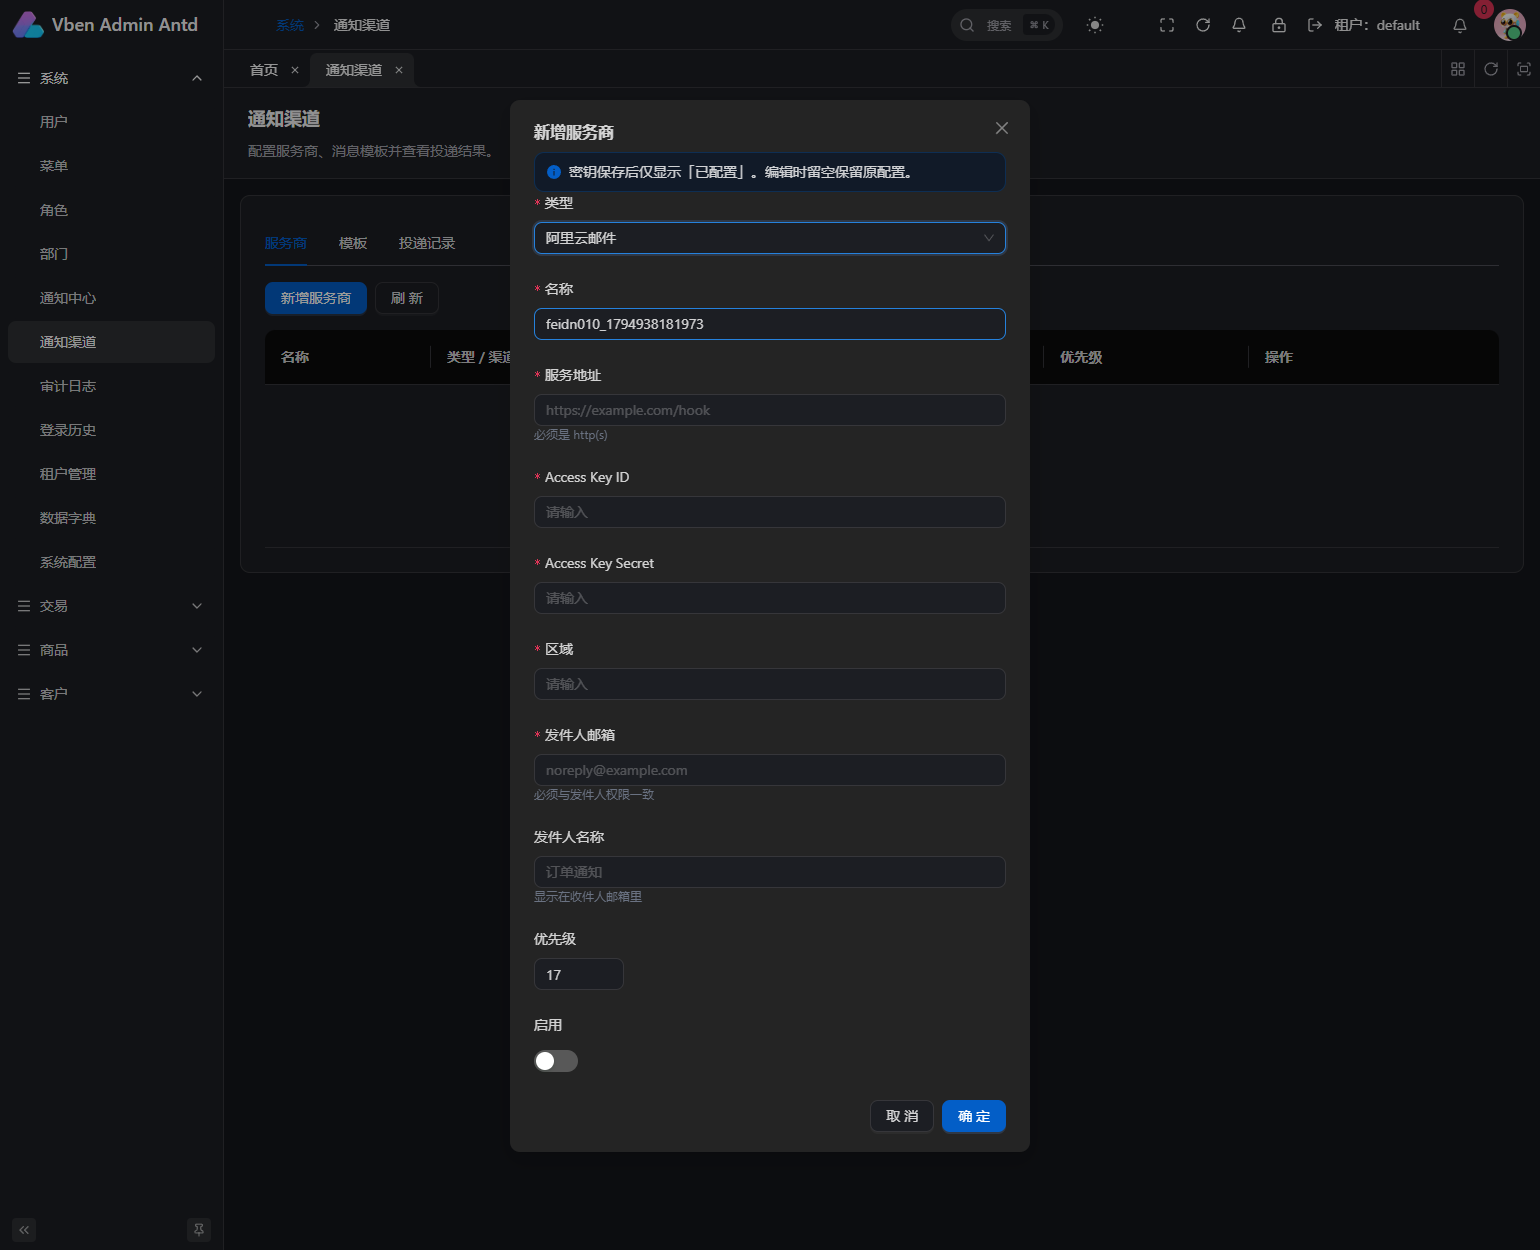 Vben Admin Antd
系统
通知渠道
搜索
⌘ K
租户：default
0
系统
首页
通知渠道
用户
菜单
角色
部门
通知中心
通知渠道
审计日志
登录历史
租户管理
数据字典
系统配置
交易
商品
客户
通知渠道
配置服务商、消息模板并查看投递结果。
服务商
模板
投递记录
新增服务商
刷 新
名称
类型 / 渠道
优先级
操作
新增服务商
密钥保存后仅显示「已配置」。编辑时留空保留原配置。
* 类型
阿里云邮件
* 名称
feidn010_1794938181973
* 服务地址
https://example.com/hook
必须是 http(s)
* Access Key ID
请输入
* Access Key Secret
请输入
* 区域
请输入
* 发件人邮箱
noreply@example.com
必须与发件人权限一致
发件人名称
订单通知
显示在收件人邮箱里
优先级
17
启用
取 消
确 定